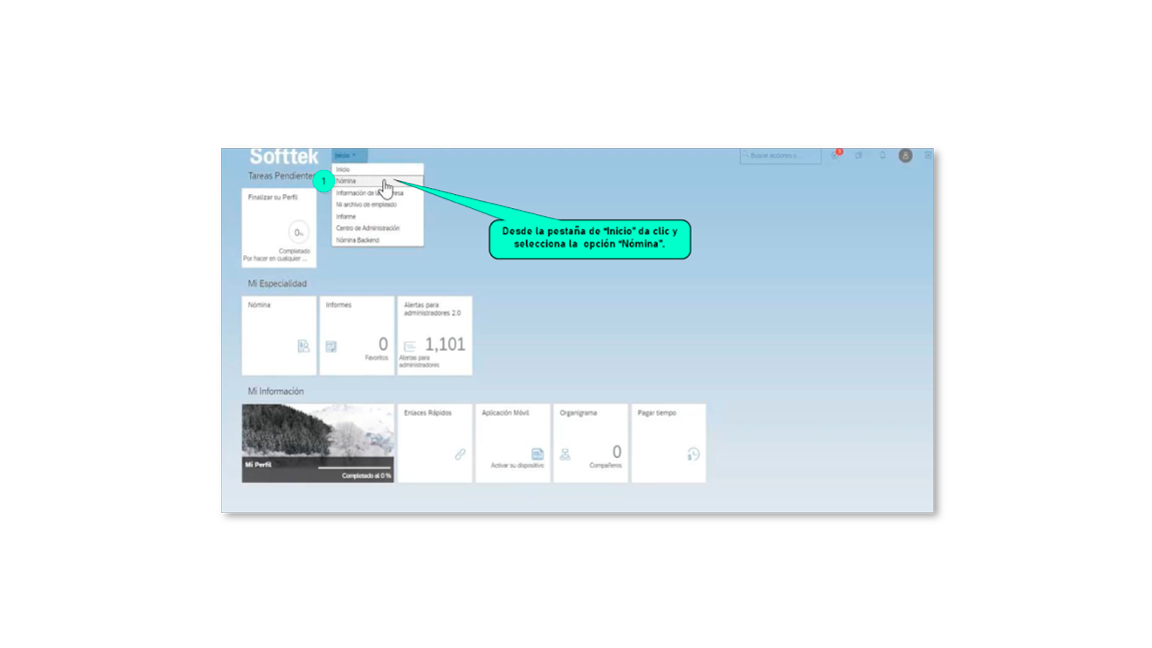 Softtek
Inicio
Buscar acciones o ...
Tareas Pendientes
Inicio
1
Nómina
Información de la
Mi archivo de empleado
Informe
Centro de Administración
Nómina Backend
Finalizar su Perfil
0
Completado
Por hacer en cualquier ...
Desde la pestaña de “Inicio” da clic y
selecciona la opción “Nómina”.
Mi Especialidad
Nómina
Informes
0
Favoritos
Alertas para
administradores 2.0
1,101
Alertas para
administradores
Mi Información
Mi Perfil
Completado al 0 %
Enlaces Rápidos
Aplicación Móvil
Activar su dispositivo
Organigrama
0
Compañeros
Pagar tiempo